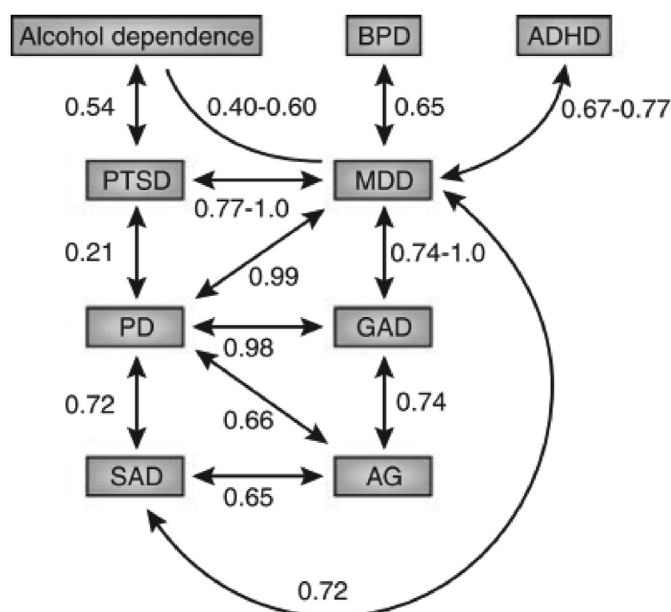 Alcohol dependence BPD ADHD
0.54 0.40-0.60 0.65 0.67-0.77
PTSD MDD
0.77-1.0
0.21 0.99 0.74-1.0
PD GAD
0.98
0.72 0.66 0.74
SAD AG
0.65
0.72